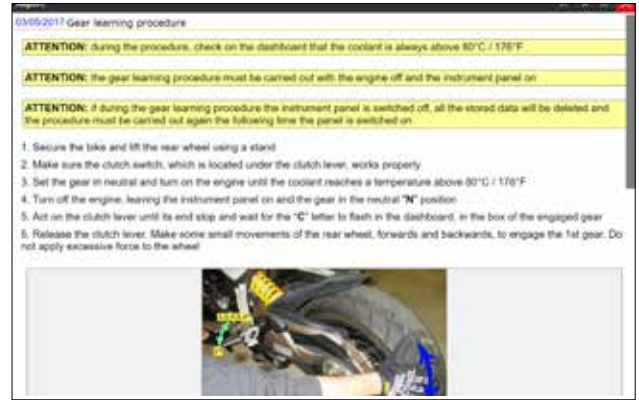 03/05/2017 Gear learning procedure
ATTENTION: during the procedure, check on the dashboard that the coolant is always above 80°C / 176°F
ATTENTION: the gear learning procedure must be carried out with the engine off and the instrument panel on
ATTENTION: if during the gear learning procedure the instrument panel is switched off, all the stored data will be deleted and
the procedure must be carried out again the following time the panel is switched on
1. Secure the bike and lift the rear wheel using a stand
2. Make sure the clutch switch, which is located under the clutch lever, works properly
3. Set the gear in neutral and turn on the engine until the coolant reaches a temperature above 80°C / 176°F
4. Turn off the engine, leaving the instrument panel on and the gear in the neutral "N" position
5. Act on the clutch lever until its end stop and wait for the "C" letter to flash in the dashboard, in the box of the engaged gear
6. Release the clutch lever. Make some small movements of the rear wheel, forwards and backwards, to engage the 1st gear. Do
not apply excessive force to the wheel